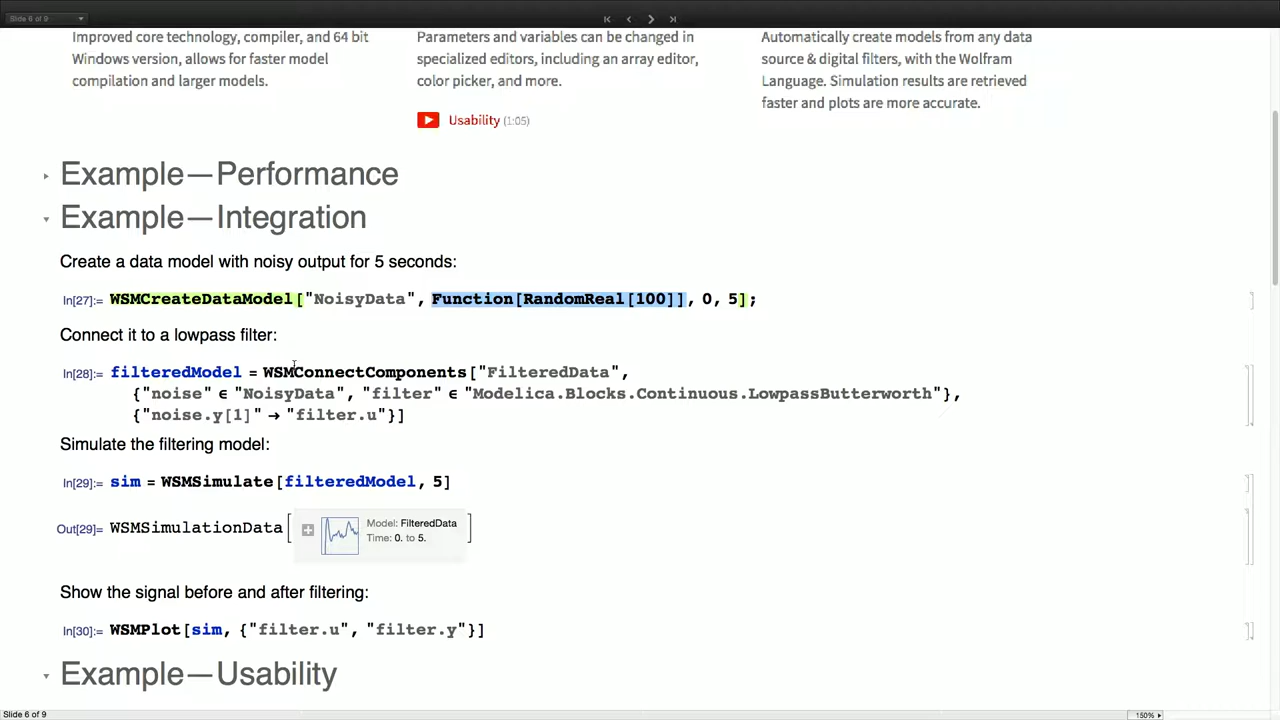 Slide 6 of 9
Improved core technology, compiler, and 64 bit
Windows version, allows for faster model
compilation and larger models.
Parameters and variables can be changed in
specialized editors, including an array editor,
color picker, and more.
Usability (1:05)
Automatically create models from any data
source & digital filters, with the Wolfram
Language. Simulation results are retrieved
faster and plots are more accurate.
Example—Performance
Example—Integration
Create a data model with noisy output for 5 seconds:
In[27]:= WSMCreateDataModel["NoisyData", Function[RandomReal[100]], 0, 5];
Connect it to a lowpass filter:
In[28]:= filteredModel = WSMConnectComponents["FilteredData",
{"noise" ∈ "NoisyData", "filter" ∈ "Modelica.Blocks.Continuous.LowpassButterworth"},
{"noise.y[1]" → "filter.u"}]
Simulate the filtering model:
In[29]:= sim = WSMSimulate[filteredModel, 5]
Out[29]= WSMSimulationData[ Model: FilteredData
Time: 0. to 5. ]
Show the signal before and after filtering:
In[30]:= WSMPlot[sim, {"filter.u", "filter.y"}]
Example—Usability
Slide 6 of 9
150%